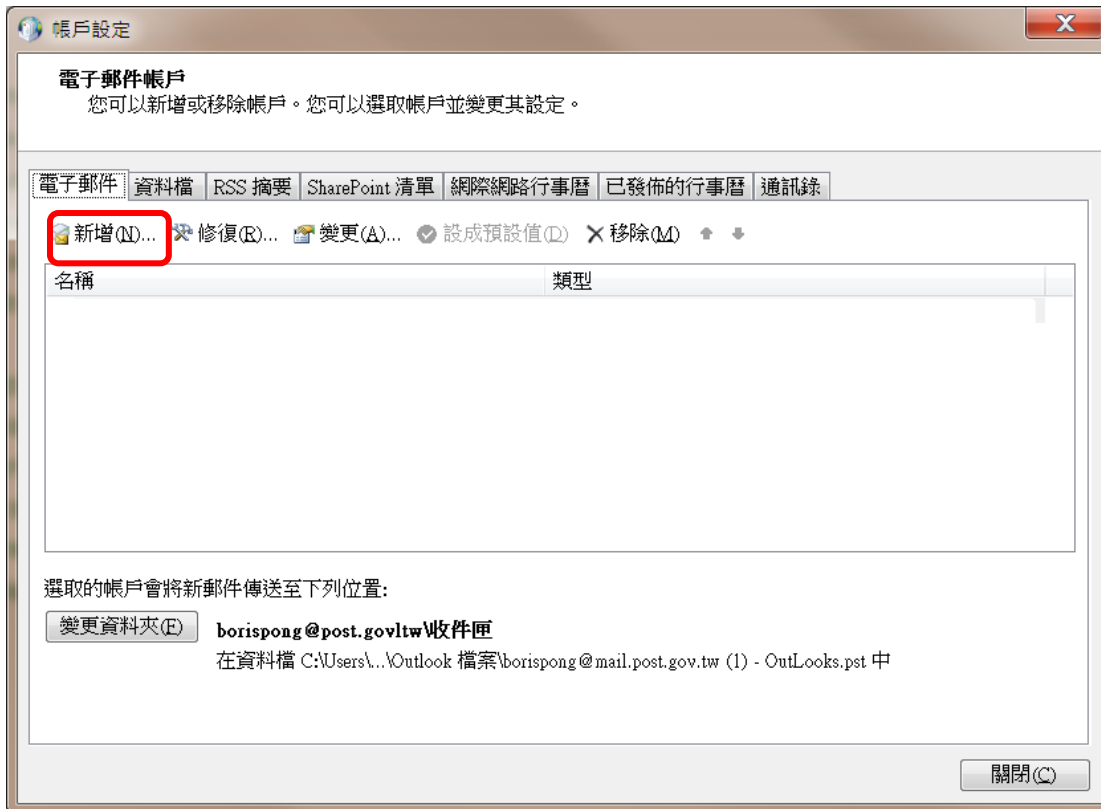 帳戶設定
電子郵件帳戶
您可以新增或移除帳戶。您可以選取帳戶並變更其設定。
電子郵件 資料檔 RSS 摘要 SharePoint 清單 網際網路行事曆 已發佈的行事曆 通訊錄
新增(N)... 修復(R)... 變更(A)... 設成預設值(D) 移除(M)
名稱 類型
選取的帳戶會將新郵件傳送至下列位置:
變更資料夾(F) borispong@post.govltw\收件匣
在資料檔 C:\Users\...\Outlook 檔案\borispong@mail.post.gov.tw (1) - OutLooks.pst 中
關閉(C)